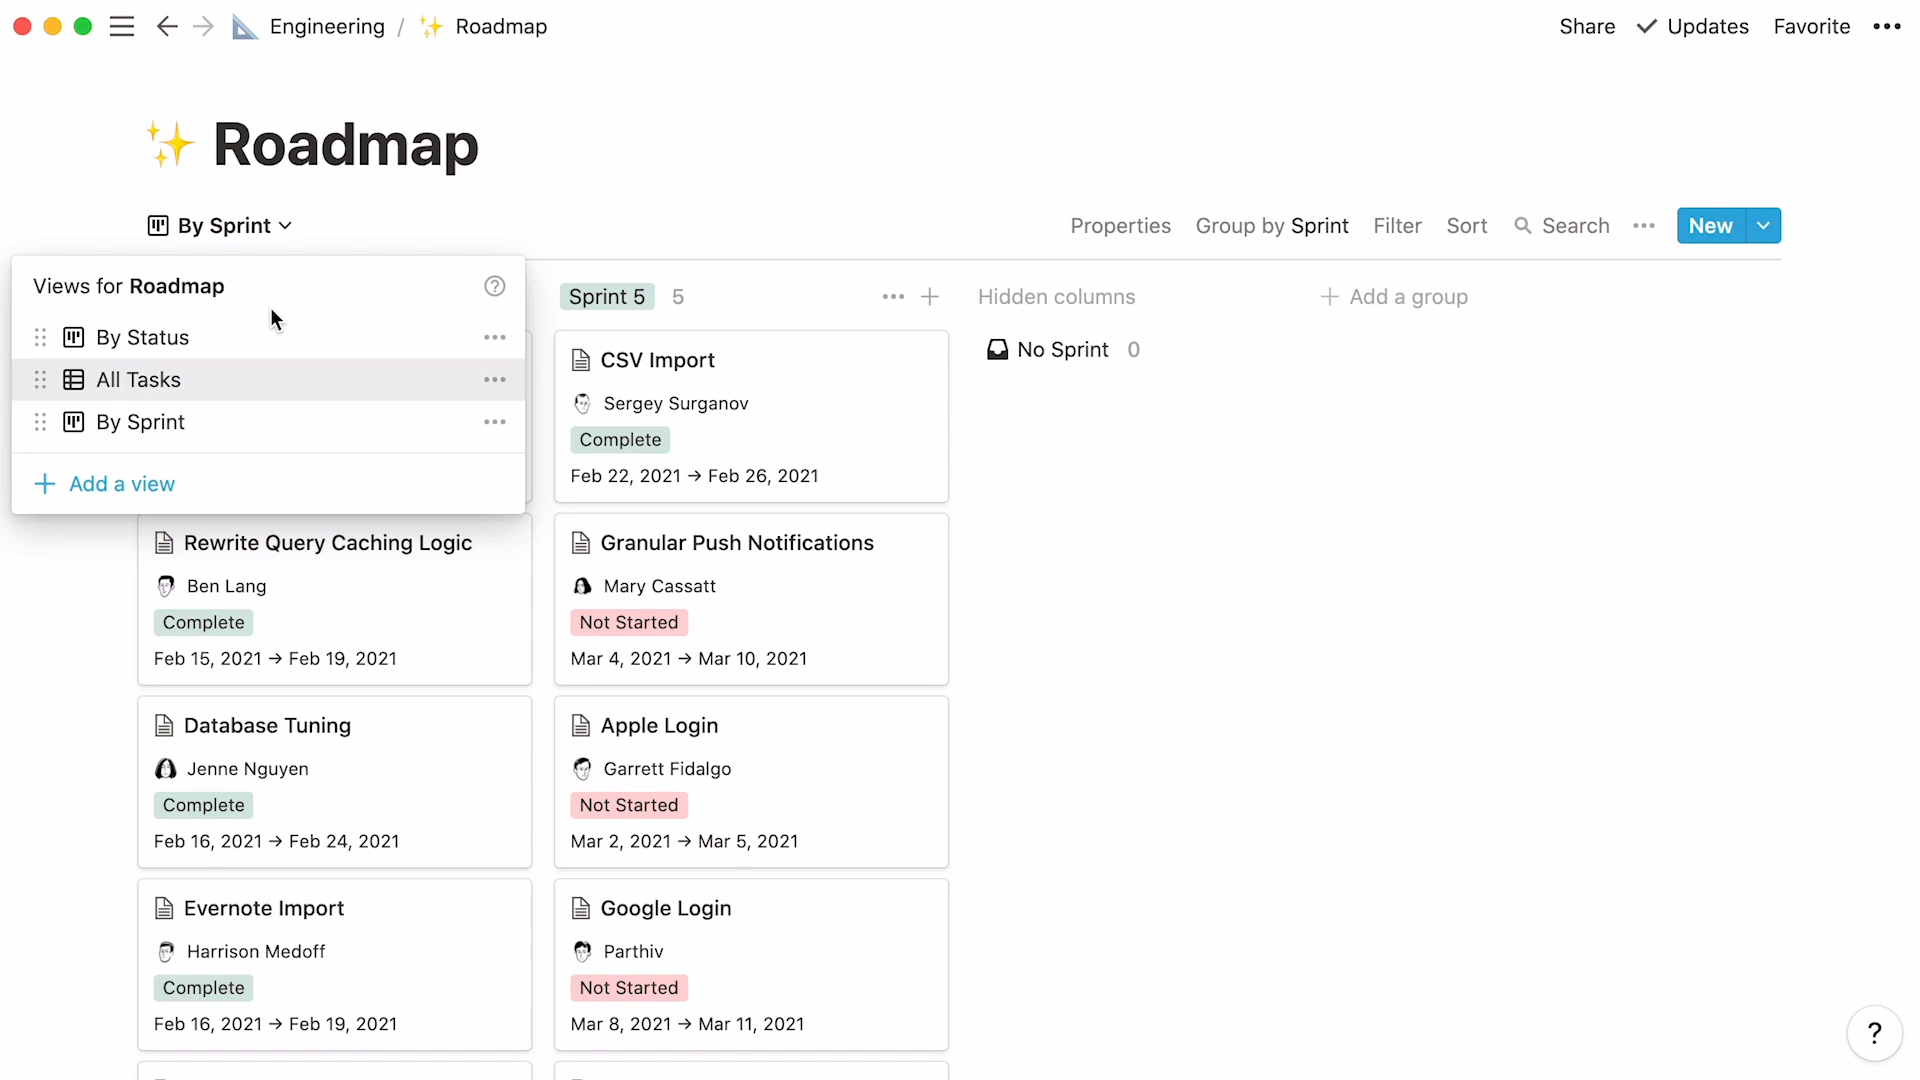 Engineering / ✨ Roadmap
Share ✓ Updates Favorite •••
✨ Roadmap
By Sprint
Properties Group by Sprint Filter Sort Search ••• New
Views for Roadmap ?
By Status •••
All Tasks •••
By Sprint •••
+ Add a view
Rewrite Query Caching Logic
Ben Lang
Complete
Feb 15, 2021 → Feb 19, 2021
Database Tuning
Jenne Nguyen
Complete
Feb 16, 2021 → Feb 24, 2021
Evernote Import
Harrison Medoff
Complete
Feb 16, 2021 → Feb 19, 2021
Sprint 5 5 ••• +
CSV Import
Sergey Surganov
Complete
Feb 22, 2021 → Feb 26, 2021
Granular Push Notifications
Mary Cassatt
Not Started
Mar 4, 2021 → Mar 10, 2021
Apple Login
Garrett Fidalgo
Not Started
Mar 2, 2021 → Mar 5, 2021
Google Login
Parthiv
Not Started
Mar 8, 2021 → Mar 11, 2021
Hidden columns
No Sprint 0
+ Add a group
?